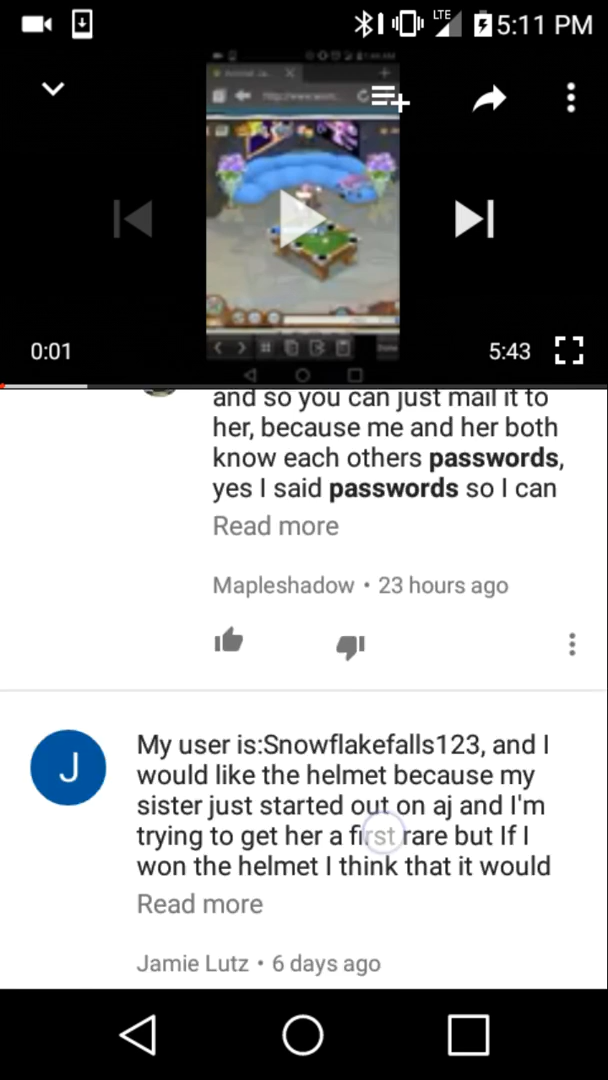 LTE 5:11 PM
0:01
5:43
and so you can just mail it to
her, because me and her both
know each others passwords,
yes I said passwords so I can
Read more
Mapleshadow • 23 hours ago
J
My user is:Snowflakefalls123, and I
would like the helmet because my
sister just started out on aj and I'm
trying to get her a first rare but If I
won the helmet I think that it would
Read more
Jamie Lutz • 6 days ago